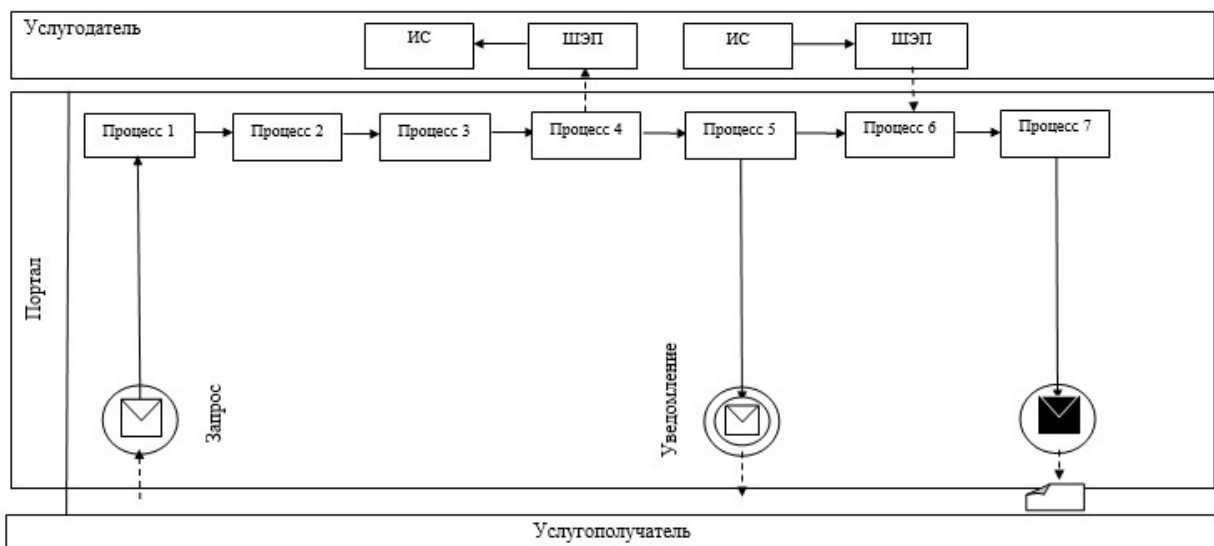 Услугодатель
ИС
ШЭП
ИС
ШЭП
Процесс 1
Процесс 2
Процесс 3
Процесс 4
Процесс 5
Процесс 6
Процесс 7
Портал
Запрос
Уведомление
Услугополучатель